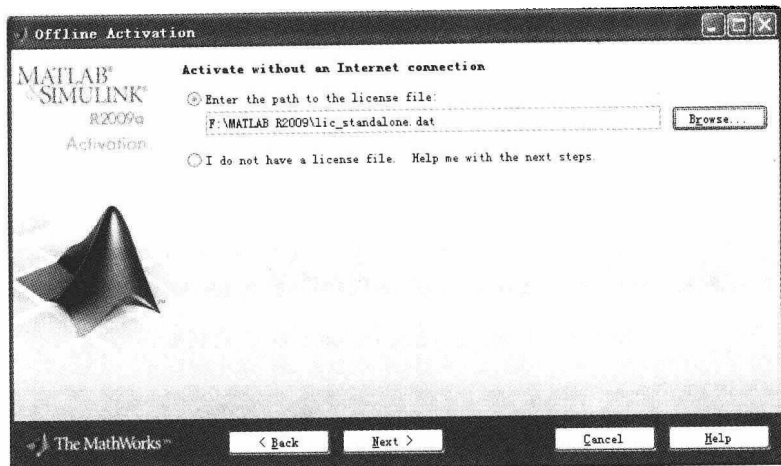 Offline Activation
MATLAB®
&SIMULINK®
R2009a
Activation
Activate without an Internet connection
Enter the path to the license file:
F:\MATLAB R2009\lic_standalone.dat
Browse...
I do not have a license file. Help me with the next steps.
The MathWorks™
< Back
Next >
Cancel
Help